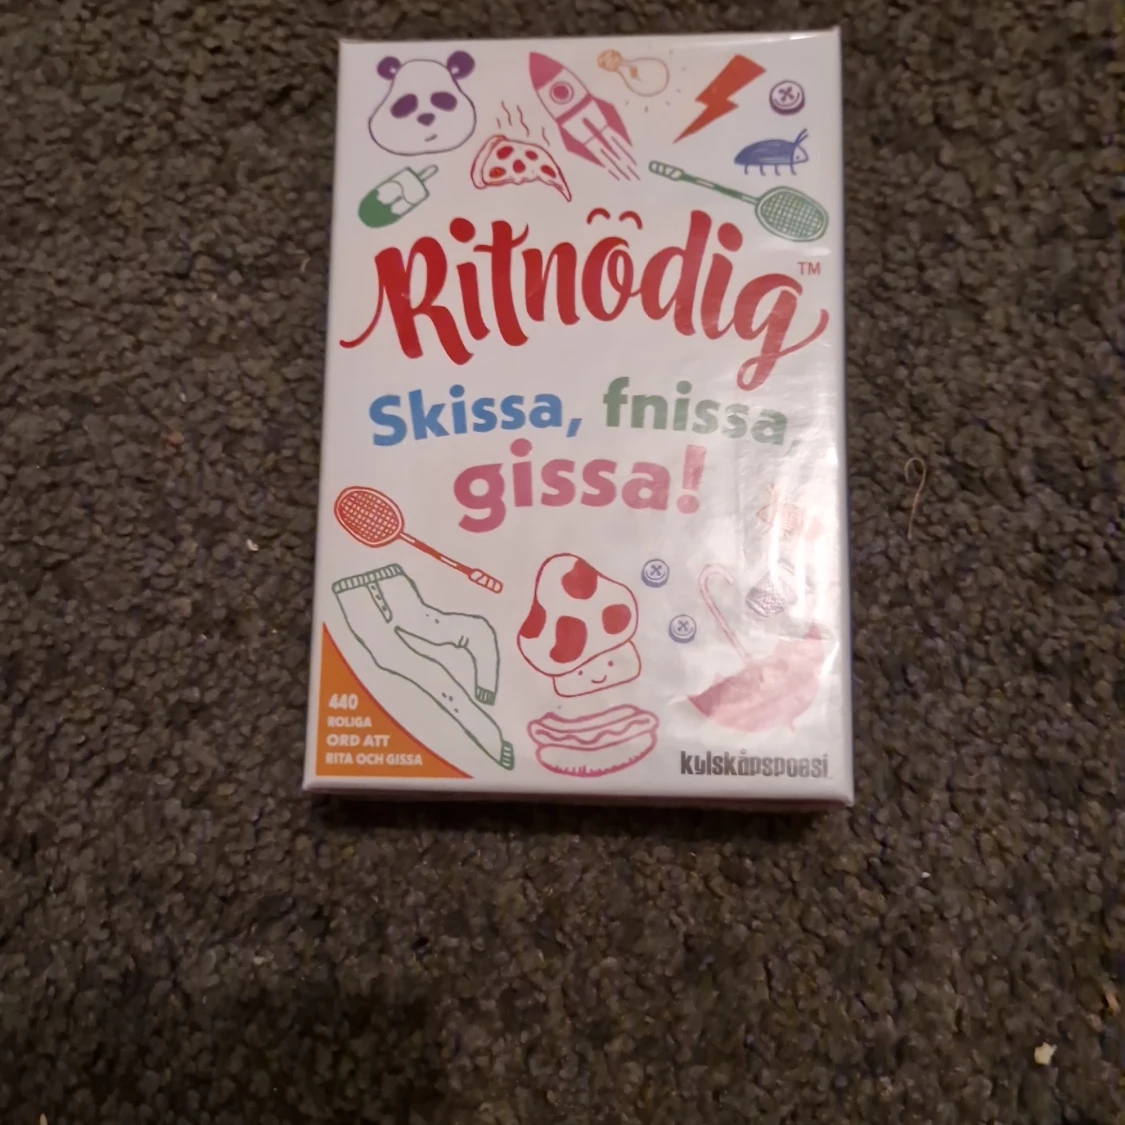 Ritnödig™
Skissa, fnissa,
gissa!
440
ROLIGA
ORD ATT
RITA OCH GISSA
kylskåpspoesi